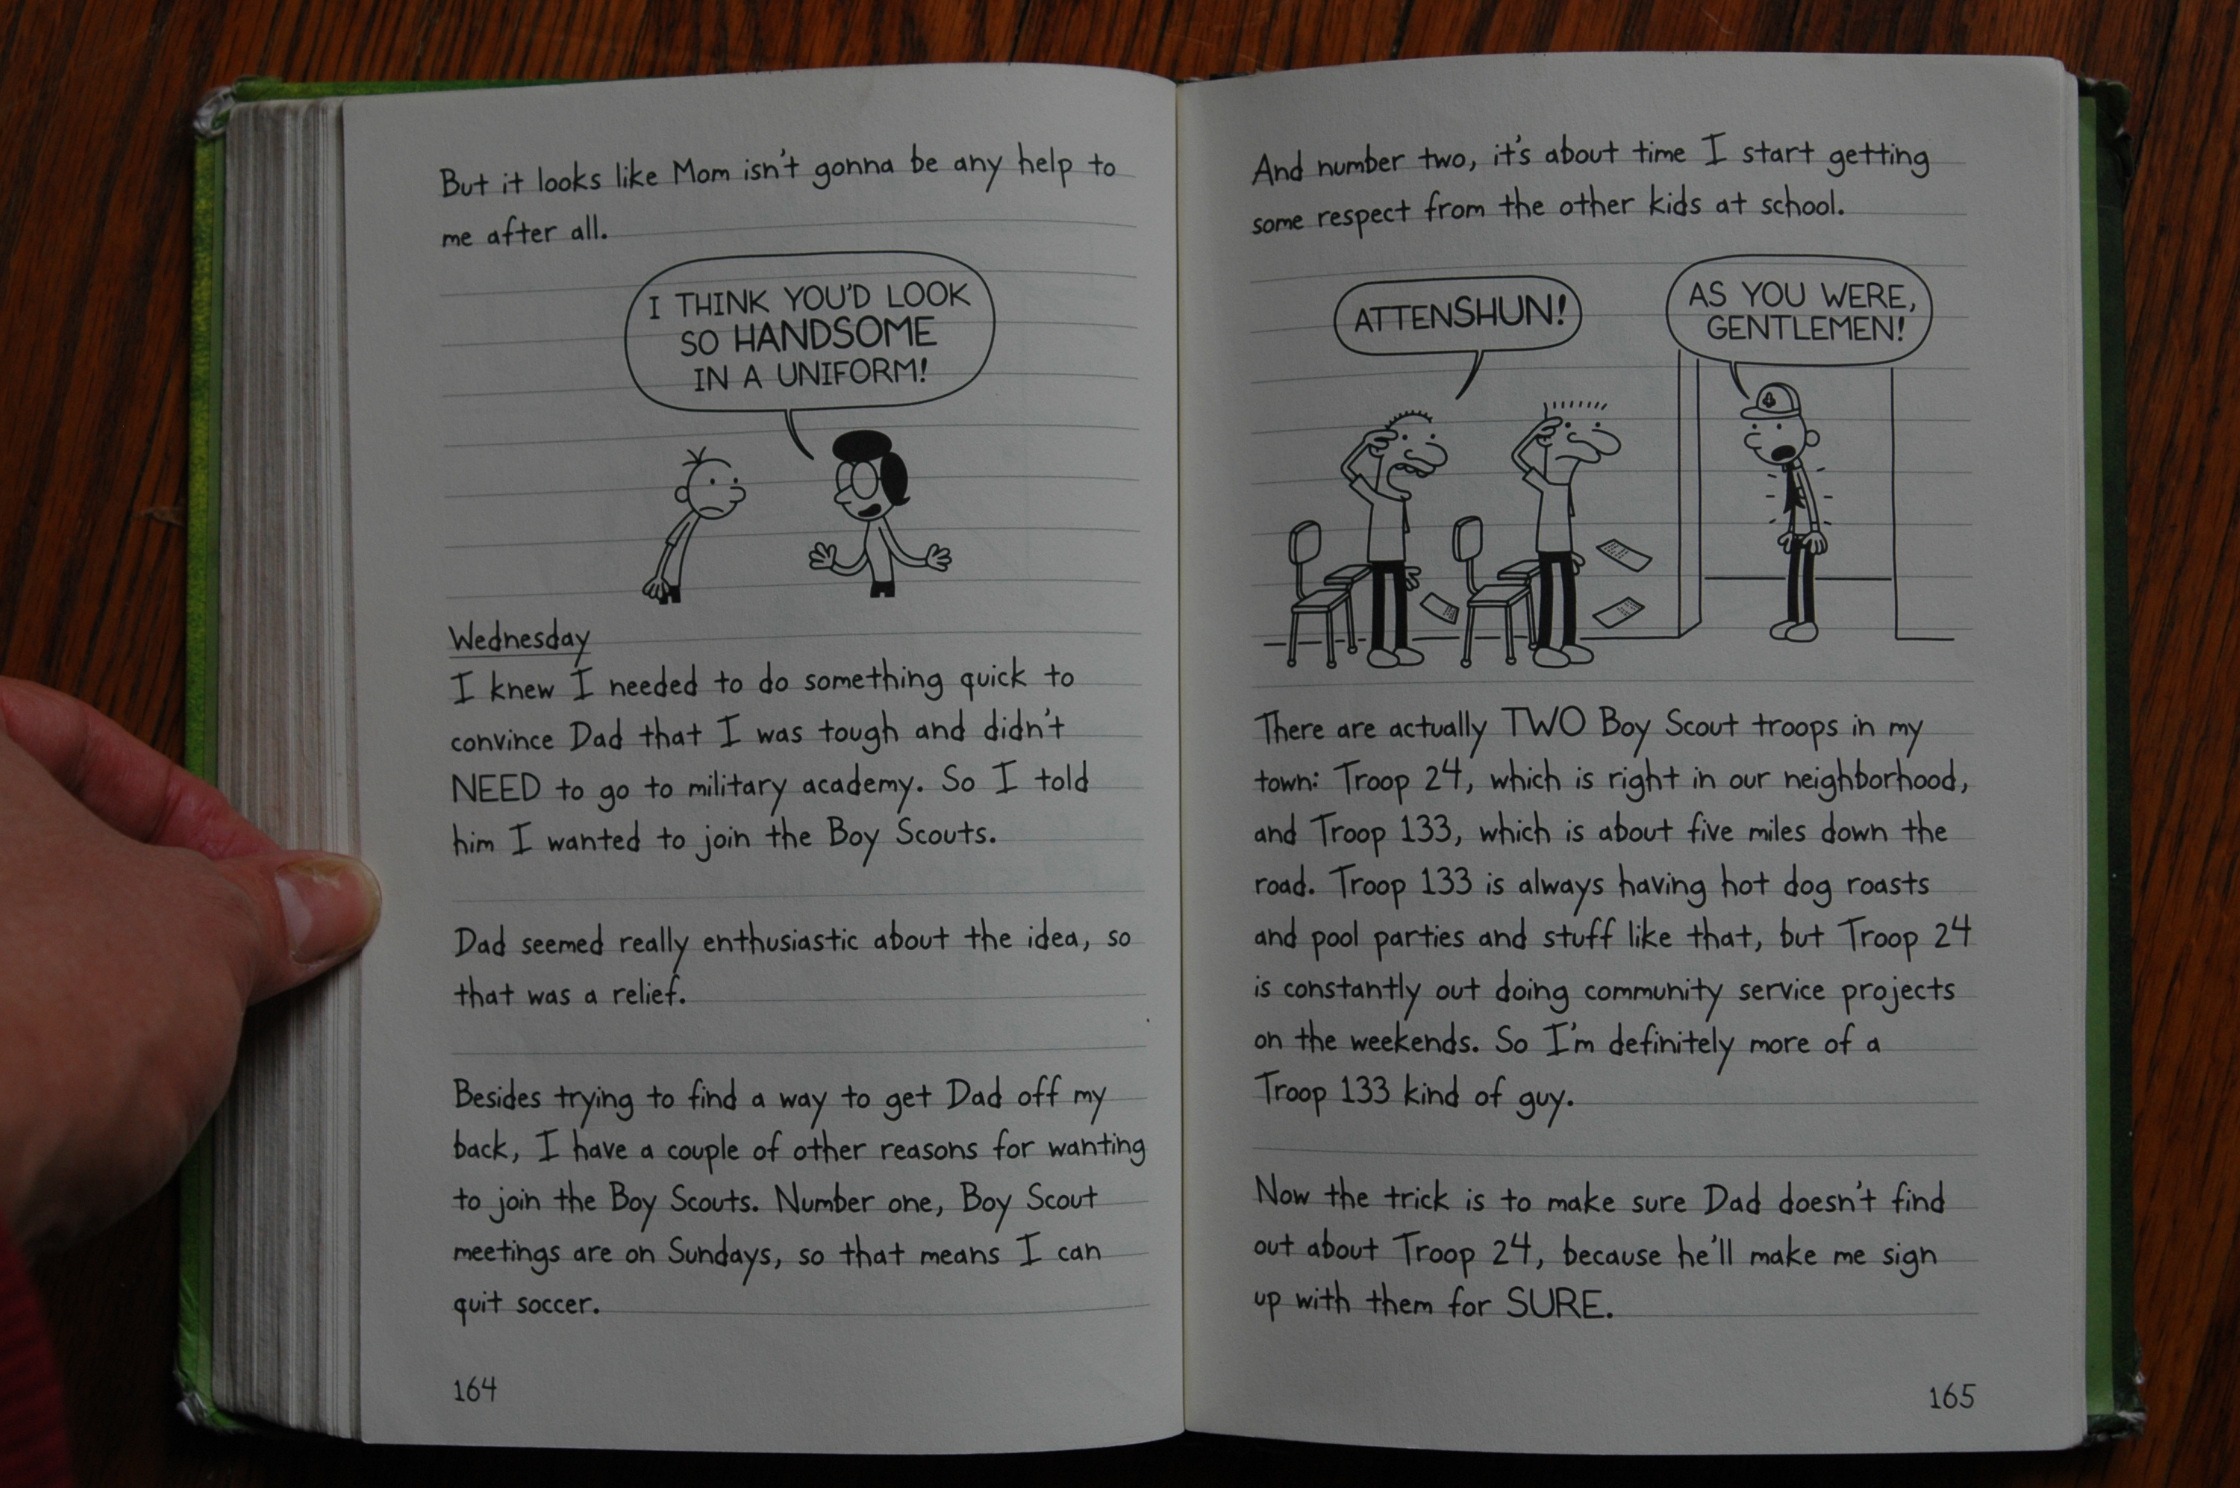 But it looks like Mom isn't gonna be any help to
me after all.
I THINK YOU'D LOOK
SO HANDSOME
IN A UNIFORM!
Wednesday
I knew I needed to do something quick to
convince Dad that I was tough and didn't
NEED to go to military academy. So I told
him I wanted to join the Boy Scouts.
Dad seemed really enthusiastic about the idea, so
that was a relief.
Besides trying to find a way to get Dad off my
back, I have a couple of other reasons for wanting
to join the Boy Scouts. Number one, Boy Scout
meetings are on Sundays, so that means I can
quit soccer.
164
And number two, it's about time I start getting
some respect from the other kids at school.
ATTENSHUN!
AS YOU WERE,
GENTLEMEN!
There are actually TWO Boy Scout troops in my
town: Troop 24, which is right in our neighborhood,
and Troop 133, which is about five miles down the
road. Troop 133 is always having hot dog roasts
and pool parties and stuff like that, but Troop 24
is constantly out doing community service projects
on the weekends. So I'm definitely more of a
Troop 133 kind of guy.
Now the trick is to make sure Dad doesn't find
out about Troop 24, because he'll make me sign
up with them for SURE.
165